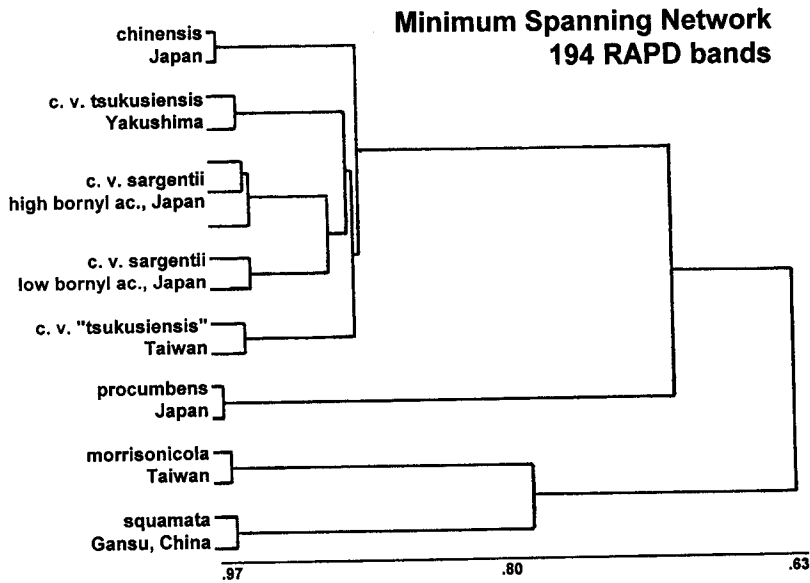 Minimum Spanning Network
194 RAPD bands
chinensis
Japan
c. v. tsukusiensis
Yakushima
c. v. sargentii
high bornyl ac., Japan
c. v. sargentii
low bornyl ac., Japan
c. v. "tsukusiensis"
Taiwan
procumbens
Japan
morrisonicola
Taiwan
squamata
Gansu, China
.97 .80 .63